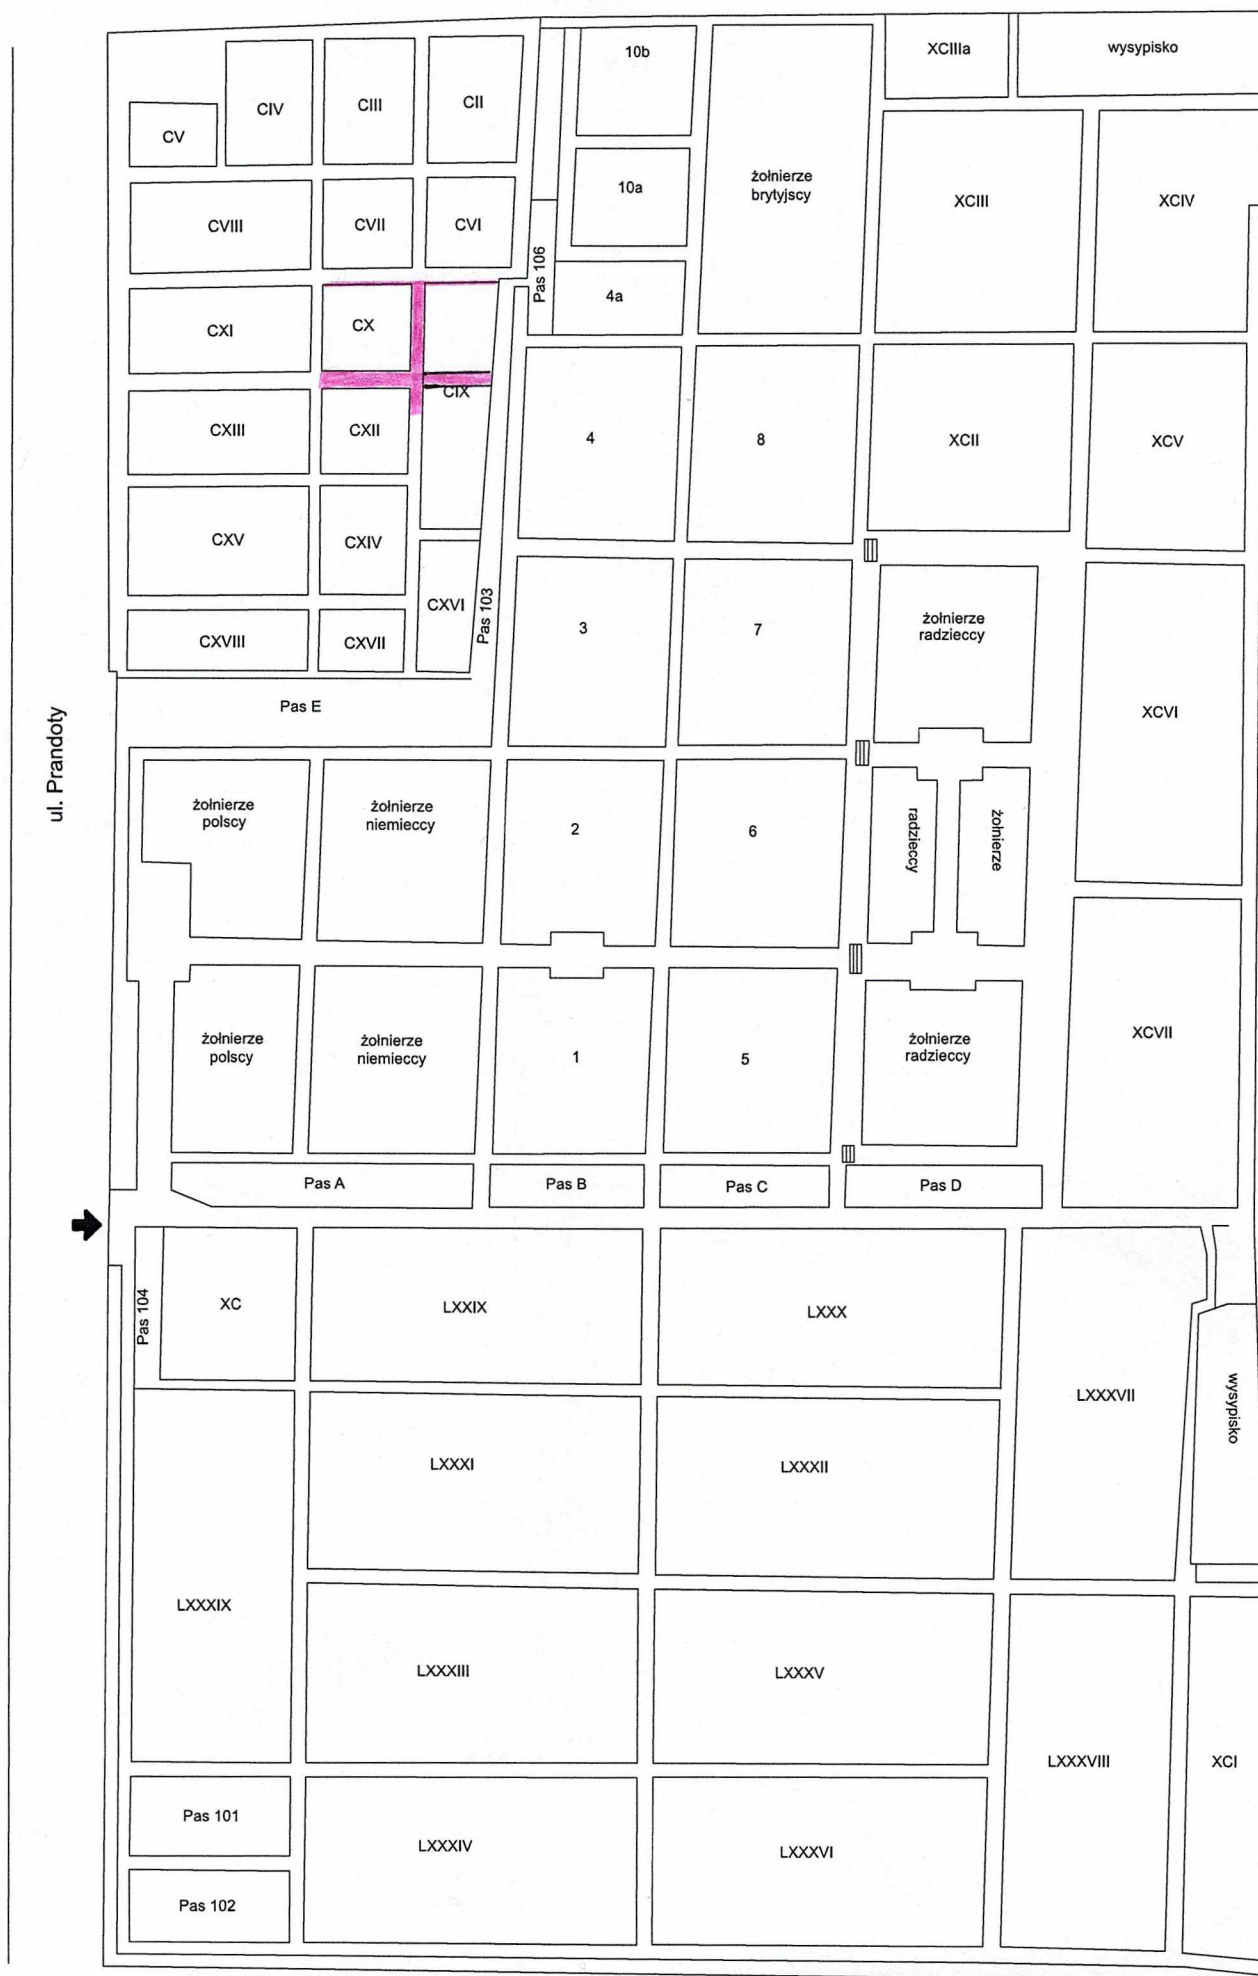 10b
XCIIIa
wysypisko
CIV
CIII
CII
CV
żołnierze
brytyjscy
10a
XCIII
XCIV
CVIII
CVII
CVI
Pas 106
4a
CXI
CX
CIX
CXIII
CXII
4
8
XCII
XCV
CXV
CXIV
CXVI
Pas 103
3
7
żołnierze
radzieccy
CXVIII
CXVII
Pas E
XCVI
ul. Prandoty
żołnierze
polscy
żołnierze
niemieccy
2
6
radzieccy
żołnierze
żołnierze
polscy
żołnierze
niemieccy
1
5
żołnierze
radzieccy
XCVII
Pas A
Pas B
Pas C
Pas D
Pas 104
XC
LXXIX
LXXX
LXXXVII
wysypisko
LXXXI
LXXXII
LXXXIX
LXXXIII
LXXXV
LXXXVIII
XCI
Pas 101
LXXXIV
LXXXVI
Pas 102